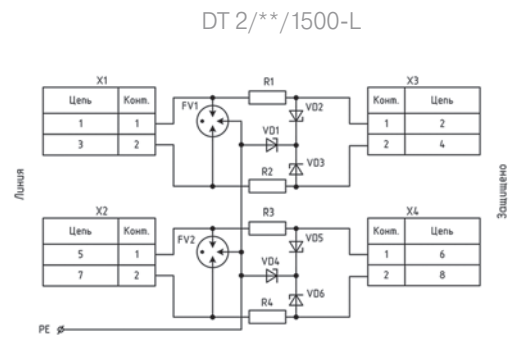 DT 2/**/1500-L
X1
Цепь Конт.
1 1
3 2
FV1
R1
VD2
VD1
VD3
R2
X3
Конт. Цепь
1 2
2 4
Линия
Защищено
X2
Цепь Конт.
5 1
7 2
FV2
R3
VD5
VD4
VD6
R4
X4
Конт. Цепь
1 6
2 8
PE